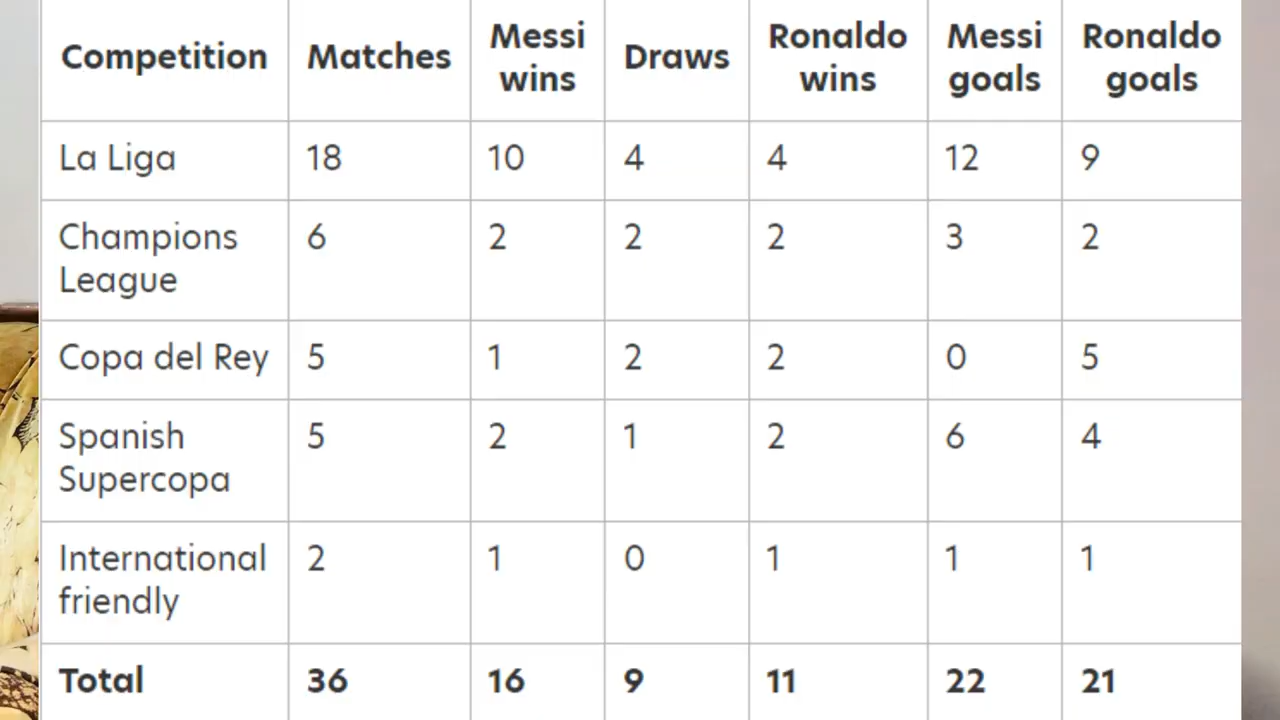 Competition Matches Messi wins Draws Ronaldo wins Messi goals Ronaldo goals
La Liga 18 10 4 4 12 9
Champions League 6 2 2 2 3 2
Copa del Rey 5 1 2 2 0 5
Spanish Supercopa 5 2 1 2 6 4
International friendly 2 1 0 1 1 1
Total 36 16 9 11 22 21